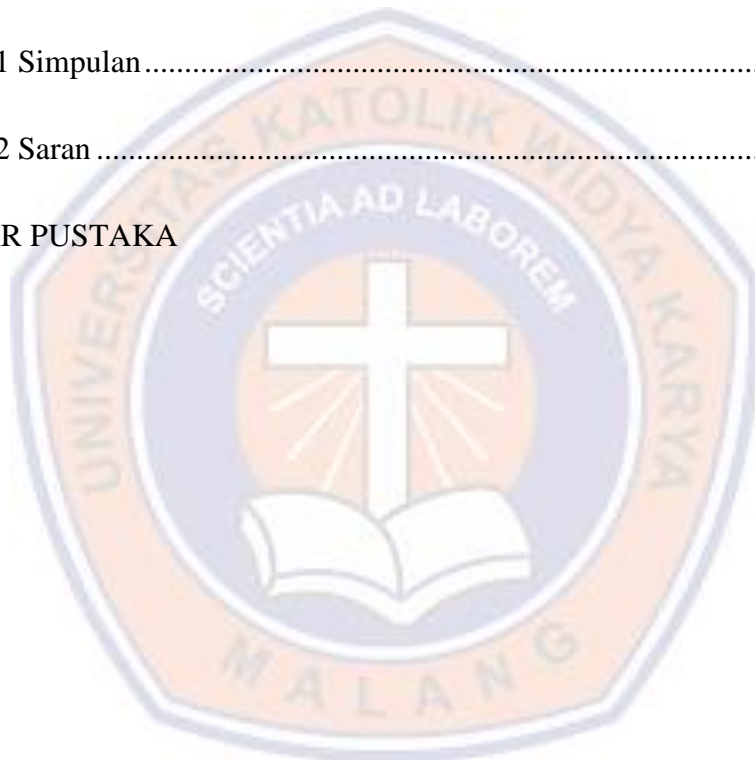 1 Simpulan ........................................................................................
2 Saran ..............................................................................................
R PUSTAKA
UNIVERSITAS KATOLIK WIDYA KARYA
SCIENTIA AD LABOREM
MALANG